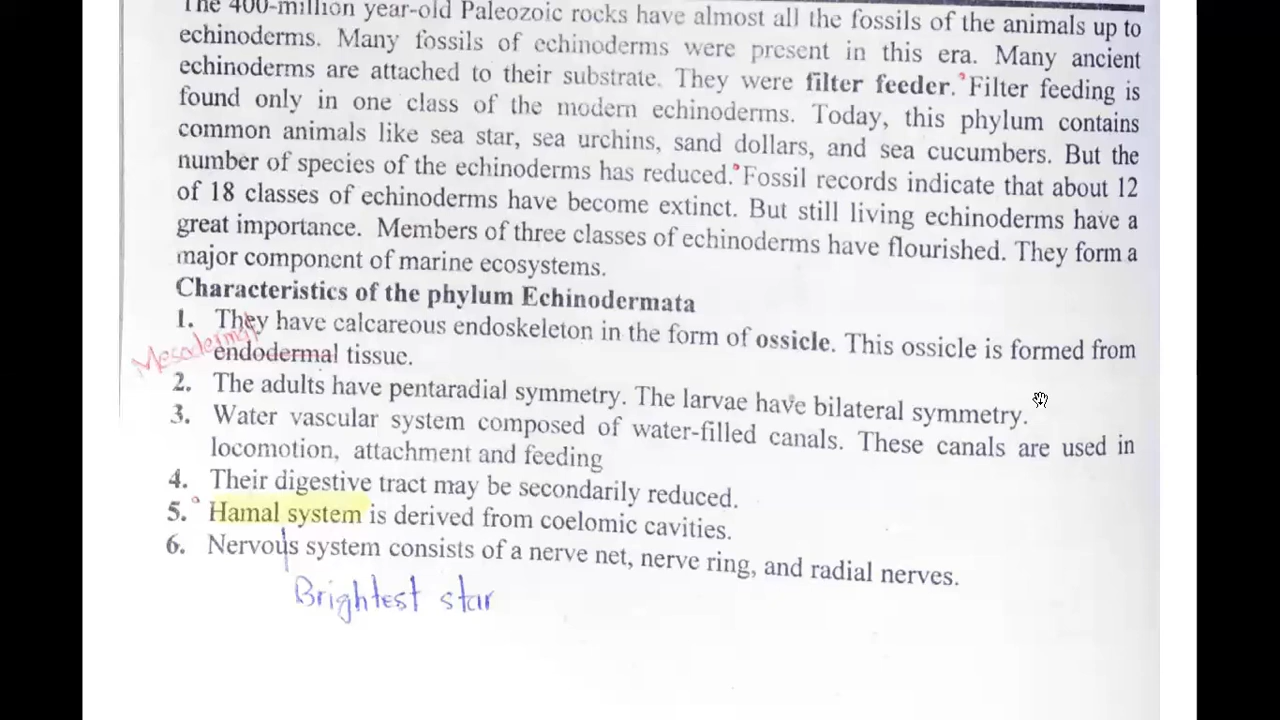 The 400-million year-old Paleozoic rocks have almost all the fossils of the animals up to
echinoderms. Many fossils of echinoderms were present in this era. Many ancient
echinoderms are attached to their substrate. They were filter feeder. Filter feeding is
found only in one class of the modern echinoderms. Today, this phylum contains
common animals like sea star, sea urchins, sand dollars, and sea cucumbers. But the
number of species of the echinoderms has reduced. Fossil records indicate that about 12
of 18 classes of echinoderms have become extinct. But still living echinoderms have a
great importance. Members of three classes of echinoderms have flourished. They form a
major component of marine ecosystems.
Characteristics of the phylum Echinodermata
1. They have calcareous endoskeleton in the form of ossicle. This ossicle is formed from
Mesodermal
endodermal tissue.
2. The adults have pentaradial symmetry. The larvae have bilateral symmetry.
3. Water vascular system composed of water-filled canals. These canals are used in
locomotion, attachment and feeding
4. Their digestive tract may be secondarily reduced.
5. Hamal system is derived from coelomic cavities.
6. Nervous system consists of a nerve net, nerve ring, and radial nerves.
Brightest star